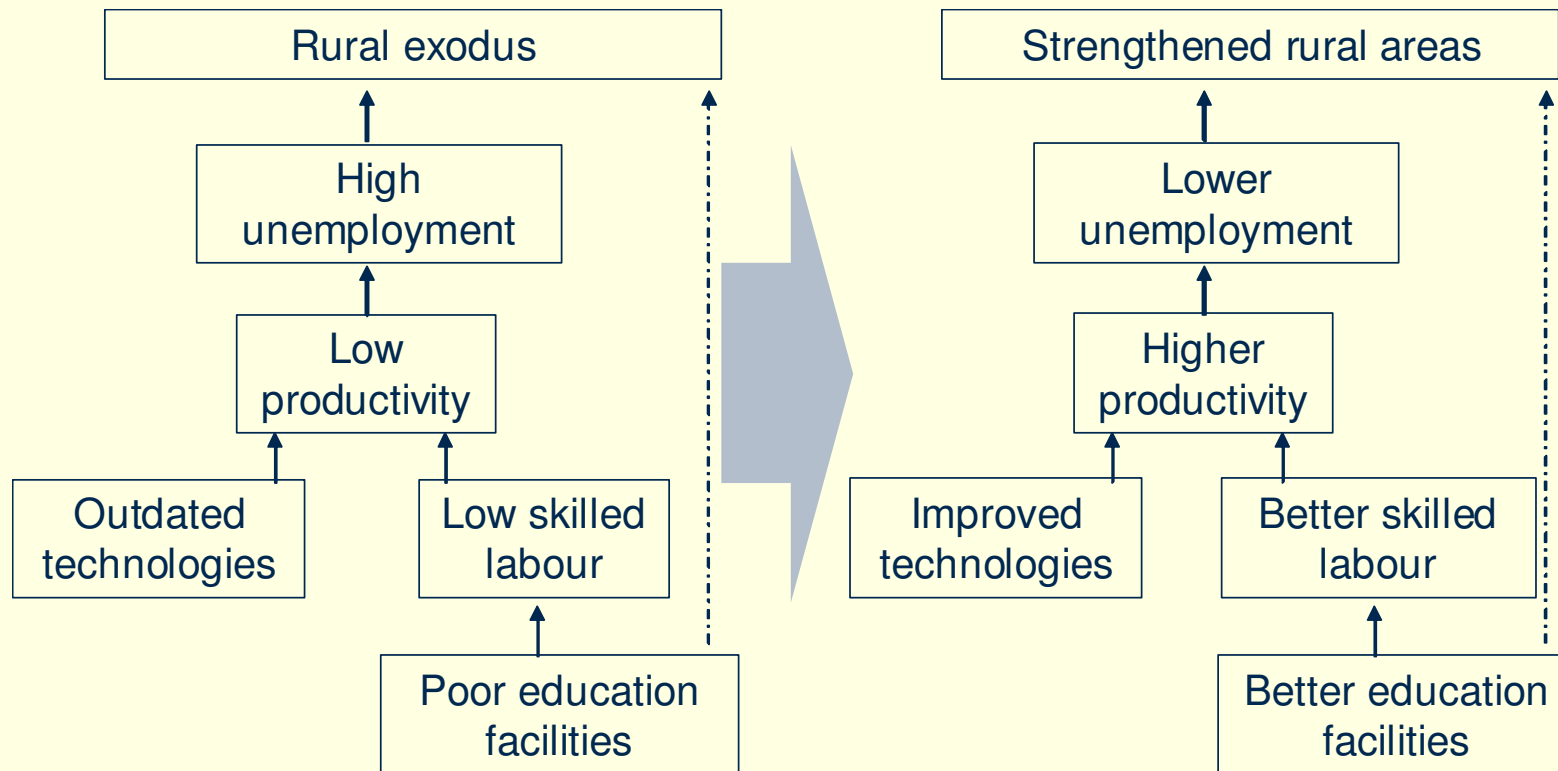 Rural exodus
High
unemployment
Low
productivity
Outdated
technologies
Low skilled
labour
Poor education
facilities
Strengthened rural areas
Lower
unemployment
Higher
productivity
Improved
technologies
Better skilled
labour
Better education
facilities